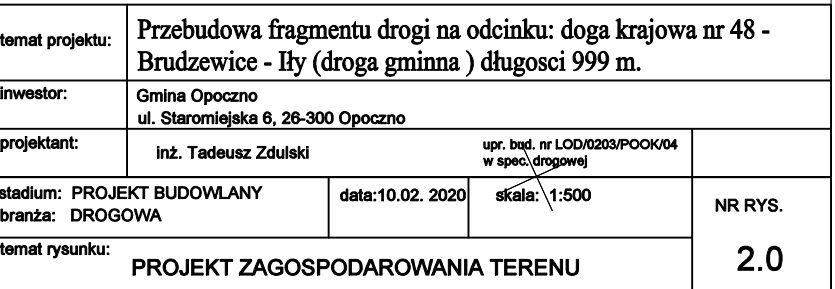 temat projektu: Przebudowa fragmentu drogi na odcinku: doga krajowa nr 48 -
Brudzewice - Iły (droga gminna ) długosci 999 m.
inwestor: Gmina Opoczno
ul. Staromiejska 6, 26-300 Opoczno
projektant: inż. Tadeusz Zdulski upr. bud. nr LOD/0203/POOK/04
w spec. drogowej
stadium: PROJEKT BUDOWLANY data:10.02. 2020 skala: 1:500
branża: DROGOWA
NR RYS.
2.0
temat rysunku: PROJEKT ZAGOSPODAROWANIA TERENU